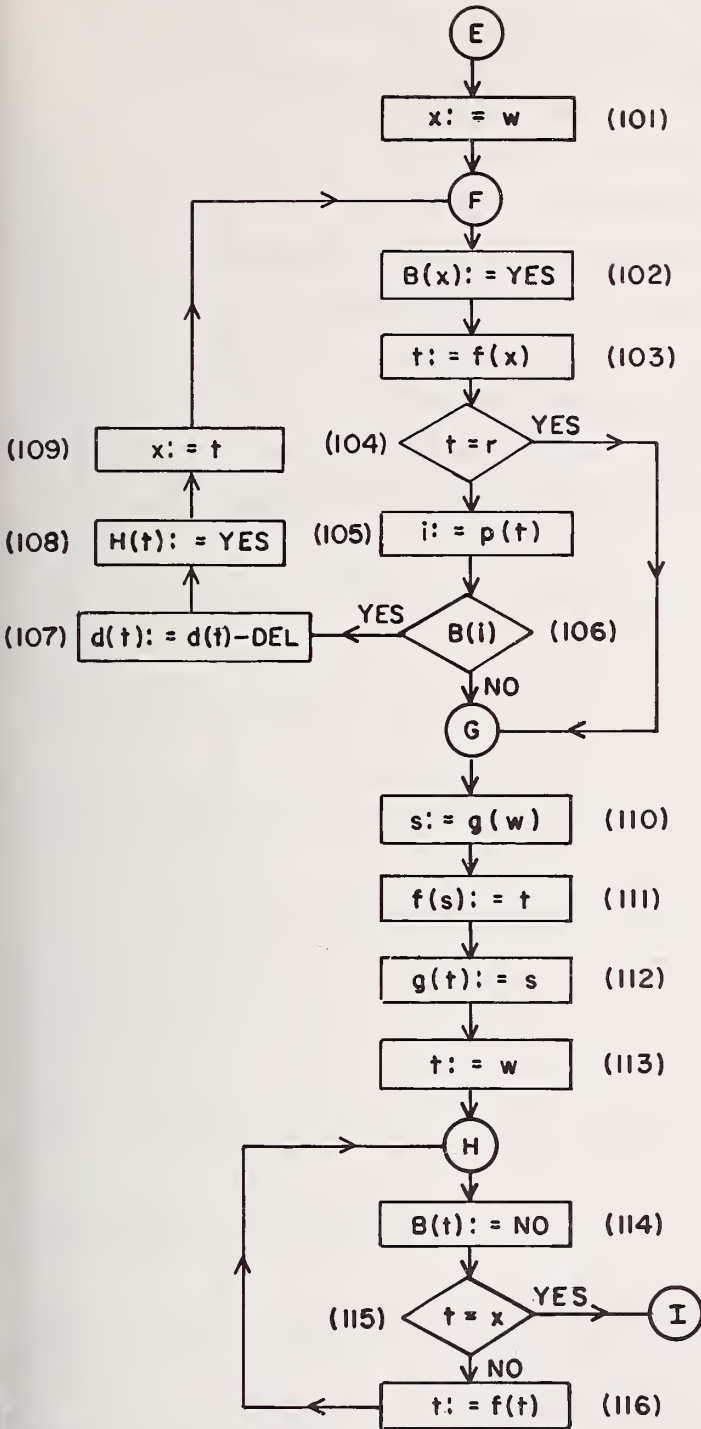 E
x: = w (101)
F
B(x): = YES (102)
t: = f(x) (103)
(104) t = r YES
(109) x: = t
(108) H(t): = YES
(105) i: = p(t)
(107) d(t): = d(t)-DEL
YES B(i) (106)
NO
G
s: = g(w) (110)
f(s): = t (111)
g(t): = s (112)
t: = w (113)
H
B(t): = NO (114)
(115) t = x YES I
NO
t: = f(t) (116)